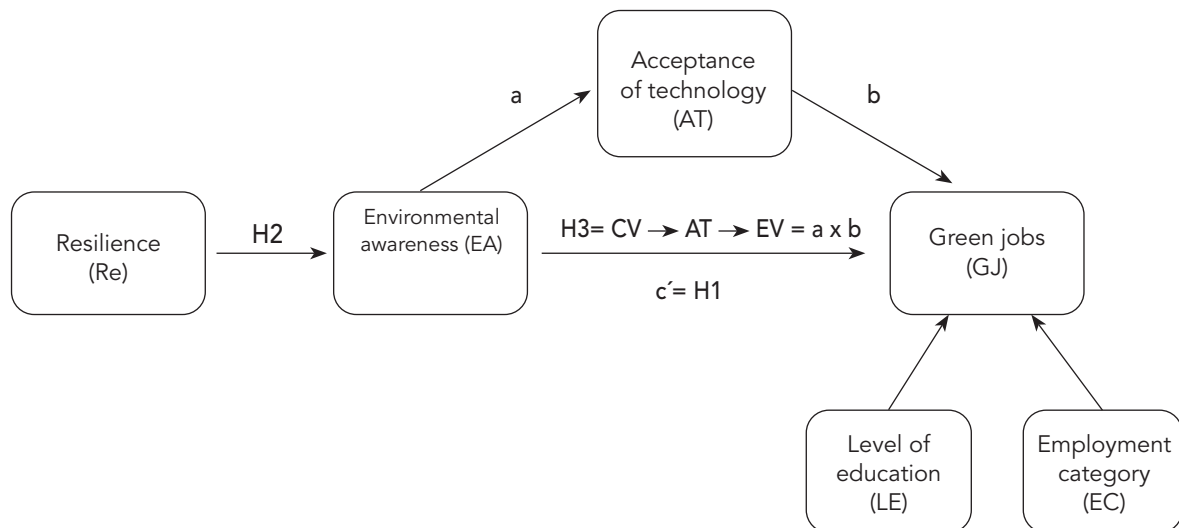 Acceptance
of technology
(AT)
a
b
Resilience
(Re)
H2
Environmental
awareness (EA)
H3= CV → AT → EV = a x b
c´= H1
Green jobs
(GJ)
Level of
education
(LE)
Employment
category
(EC)